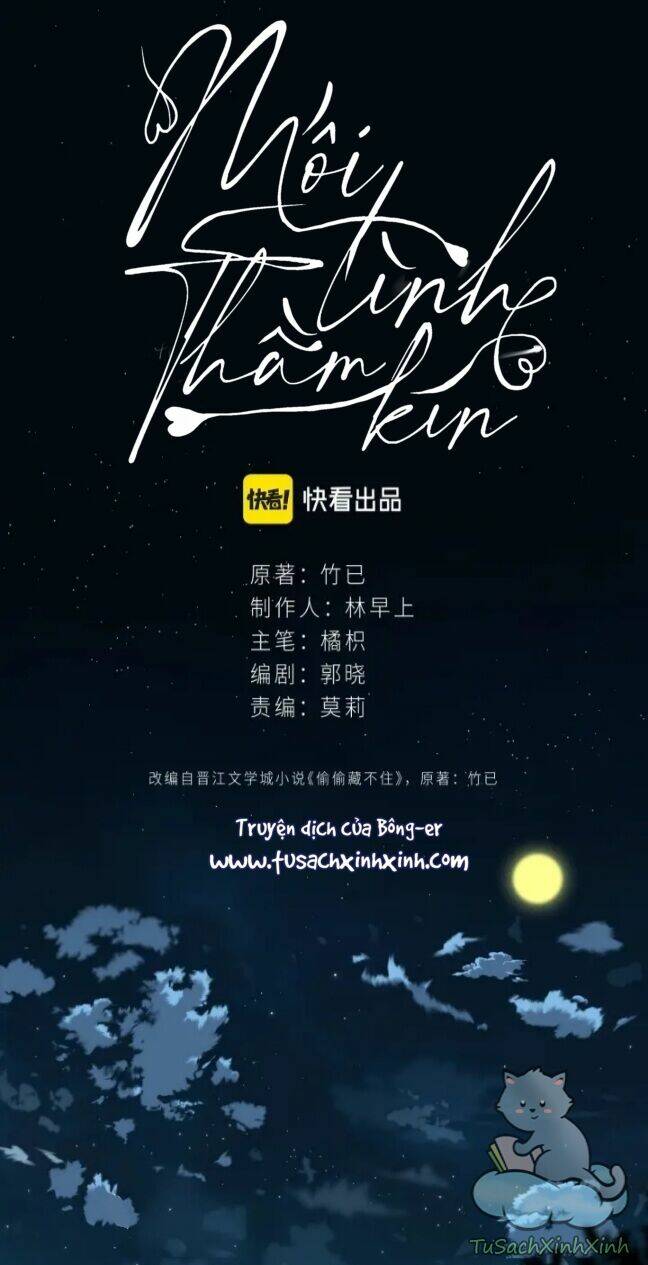 Mối
tình
Thầm
kín
快看! 快看出品
原著：竹已
制作人：林早上
主笔：橘枳
编剧：郭晓
责编：莫莉
改编自晋江文学城小说《偷偷藏不住》，原著：竹已
Truyện dịch của Bông-er
www.tusachxinhxinh.com
TuSachXinhXinh